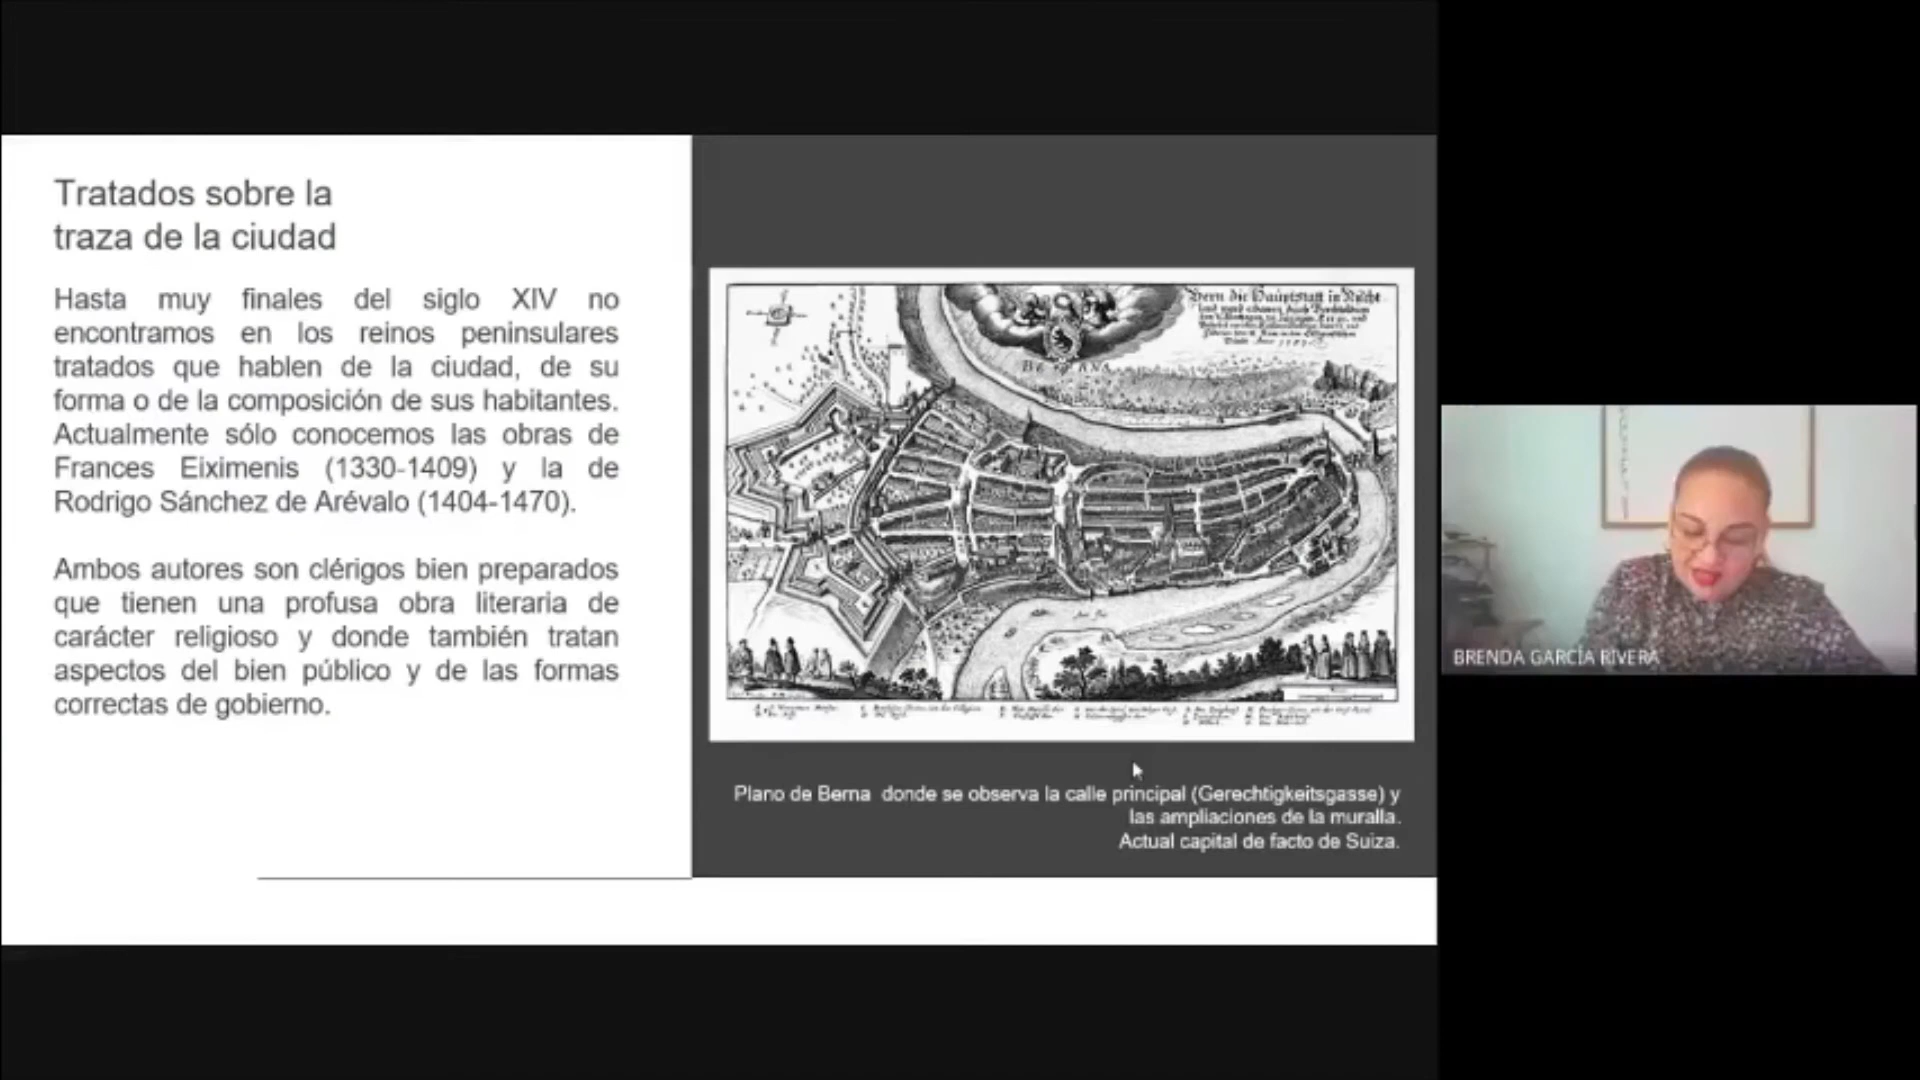 Tratados sobre la
traza de la ciudad
Hasta muy finales del siglo XIV no
encontramos en los reinos peninsulares
tratados que hablen de la ciudad, de su
forma o de la composición de sus habitantes.
Actualmente sólo conocemos las obras de
Frances Eiximenis (1330-1409) y la de
Rodrigo Sánchez de Arévalo (1404-1470).
Ambos autores son clérigos bien preparados
que tienen una profusa obra literaria de
carácter religioso y donde también tratan
aspectos del bien público y de las formas
correctas de gobierno.
Bern die Hauptstatt in
Plano de Berna donde se observa la calle principal (Gerechtigkeitsgasse) y
las ampliaciones de la muralla.
Actual capital de facto de Suiza.
BRENDA GARCÍA RIVERA